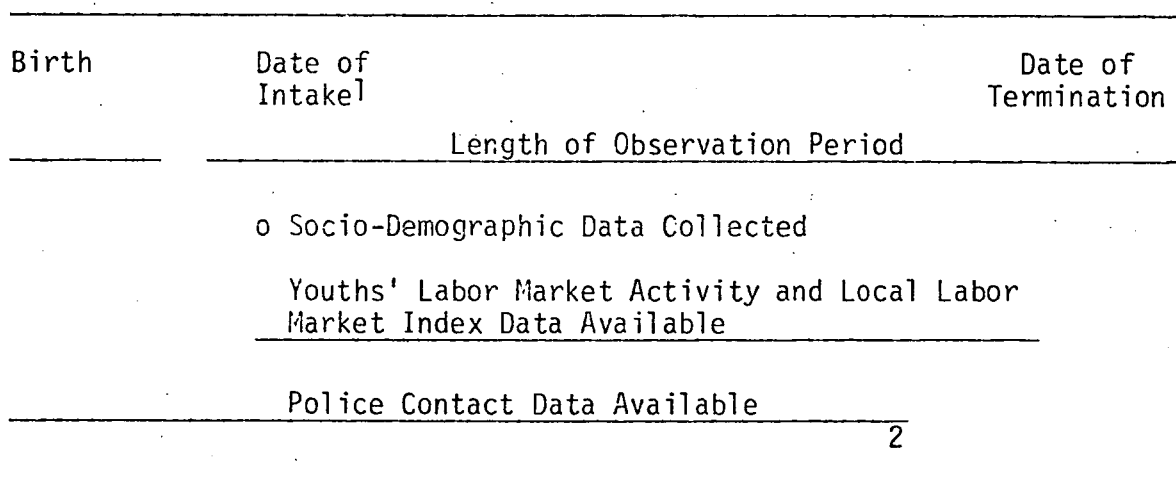 Birth Date of Date of
Intake1 Termination
Length of Observation Period
o Socio-Demographic Data Collected
Youths' Labor Market Activity and Local Labor
Market Index Data Available
Police Contact Data Available
2